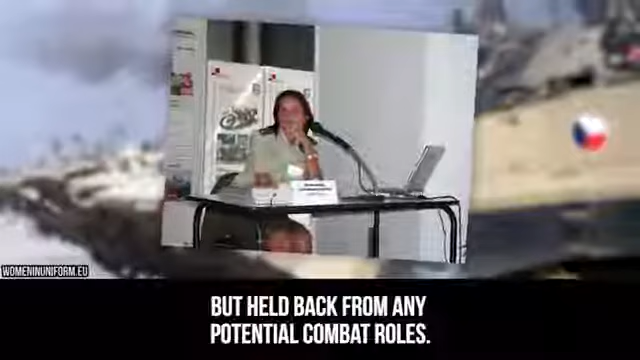 WOMENINUNIFORM.EU
BUT HELD BACK FROM ANY
POTENTIAL COMBAT ROLES.